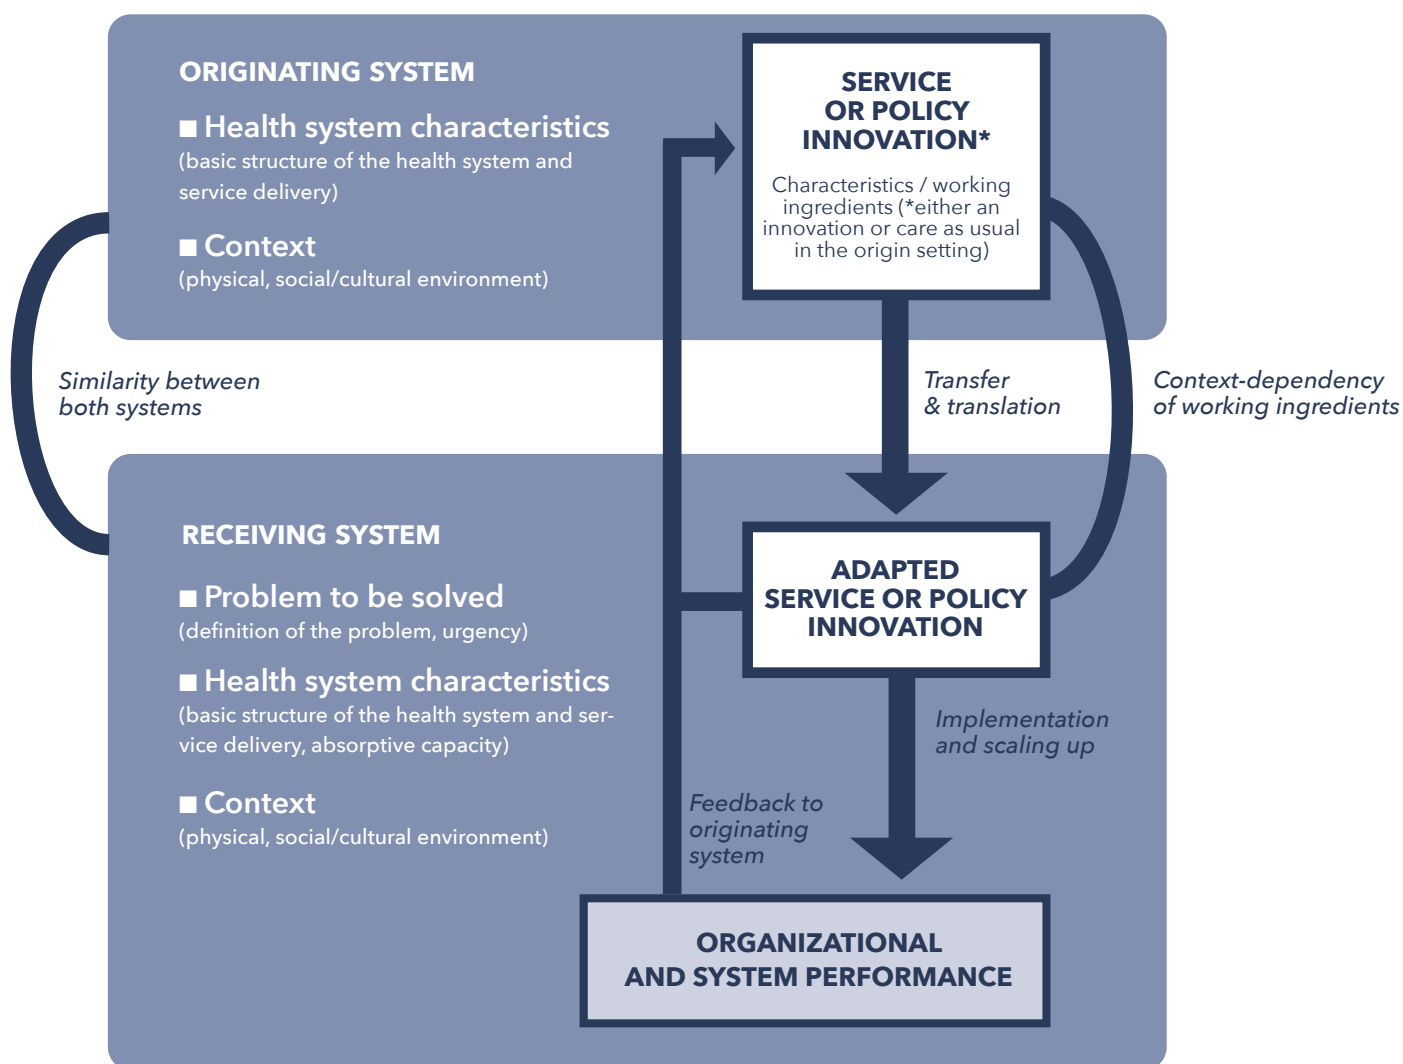 ORIGINATING SYSTEM
■ Health system characteristics
(basic structure of the health system and
service delivery)
■ Context
(physical, social/cultural environment)
SERVICE
OR POLICY
INNOVATION*
Characteristics / working
ingredients (*either an
innovation or care as usual
in the origin setting)
Similarity between
both systems
Transfer
& translation
Context-dependency
of working ingredients
RECEIVING SYSTEM
■ Problem to be solved
(definition of the problem, urgency)
■ Health system characteristics
(basic structure of the health system and ser-
vice delivery, absorptive capacity)
■ Context
(physical, social/cultural environment)
ADAPTED
SERVICE OR POLICY
INNOVATION
Implementation
and scaling up
Feedback to
originating
system
ORGANIZATIONAL
AND SYSTEM PERFORMANCE